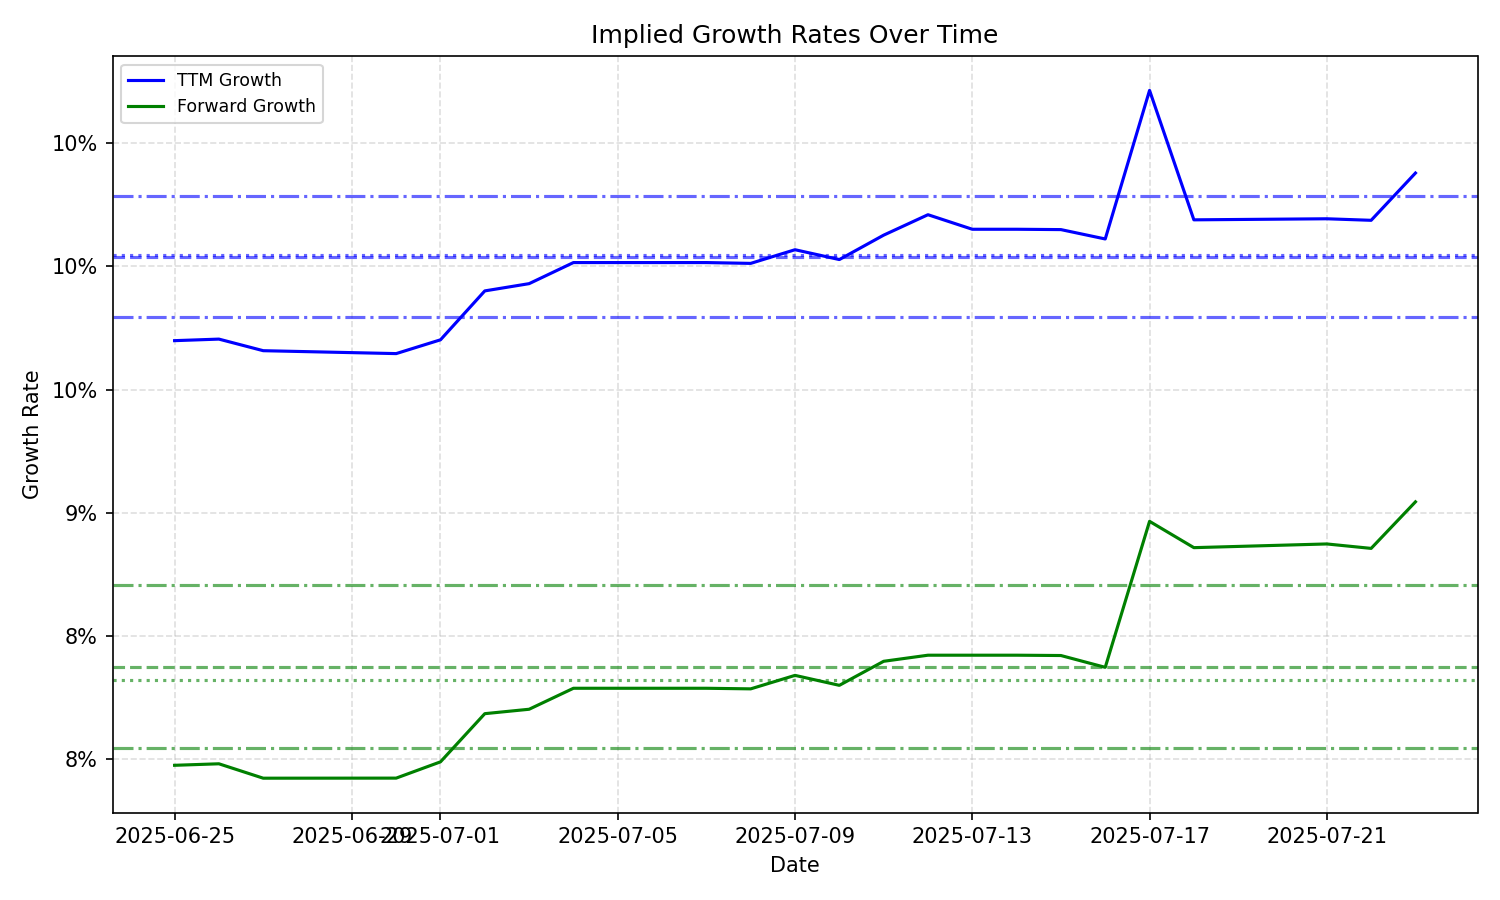 Implied Growth Rates Over Time
TTM Growth
Forward Growth
10%
10%
10%
9%
8%
8%
Growth Rate
2025-06-25
2025-06-29
2025-07-01
2025-07-05
2025-07-09
2025-07-13
2025-07-17
2025-07-21
Date